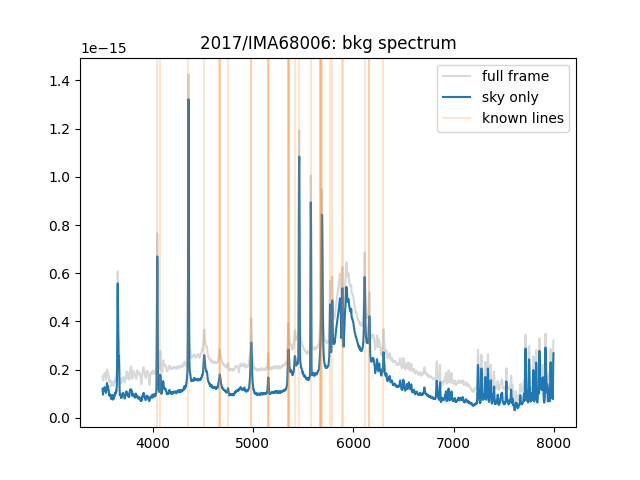 2017/IMA68006: bkg spectrum
1e−15
full frame
sky only
known lines
1.4
1.2
1.0
0.8
0.6
0.4
0.2
0.0
4000 5000 6000 7000 8000